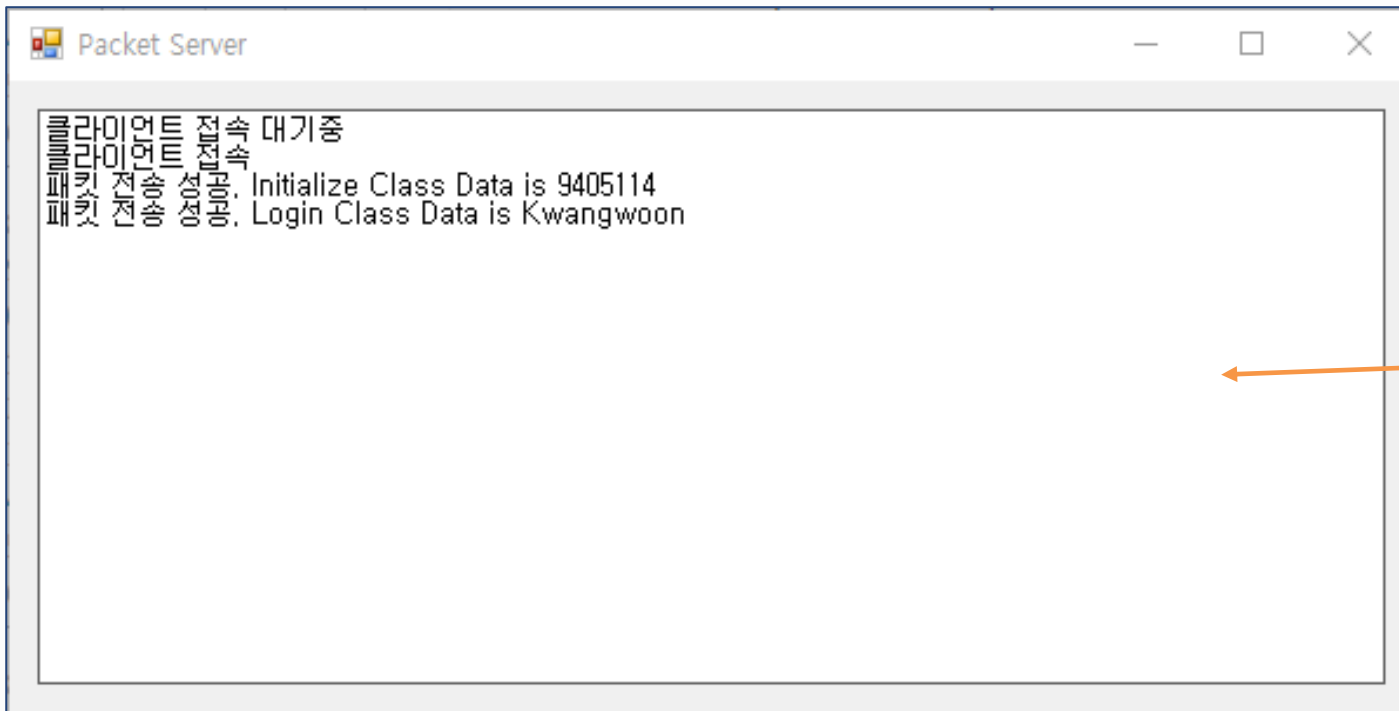 Packet Server
클라이언트 접속 대기중
클라이언트 접속
패킷 전송 성공. Initialize Class Data is 9405114
패킷 전송 성공. Login Class Data is Kwangwoon